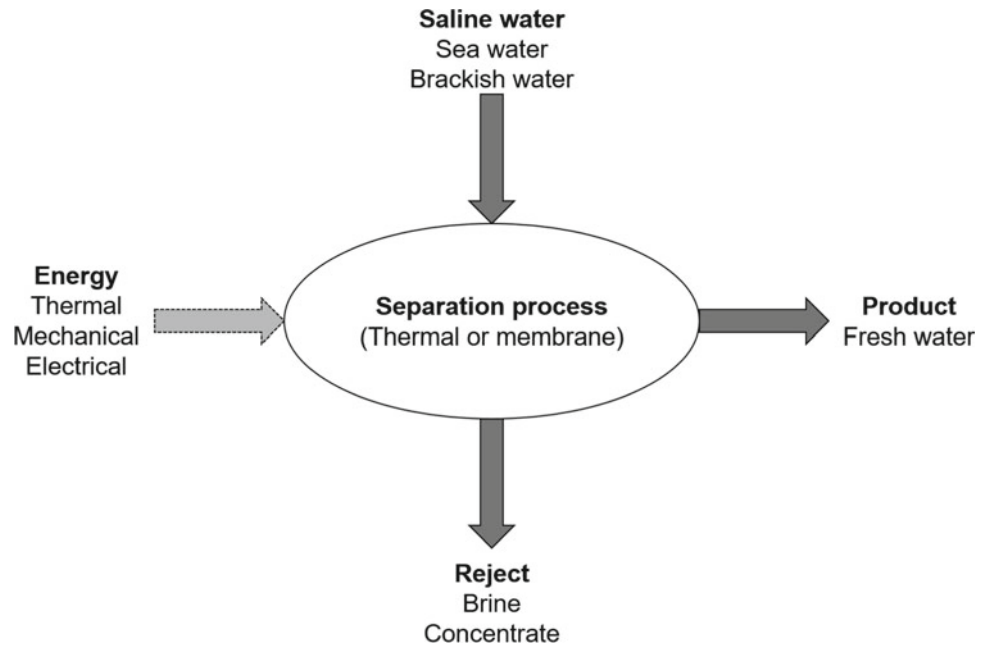 Saline water
Sea water
Brackish water
Energy
Thermal
Mechanical
Electrical
Separation process
(Thermal or membrane)
Product
Fresh water
Reject
Brine
Concentrate